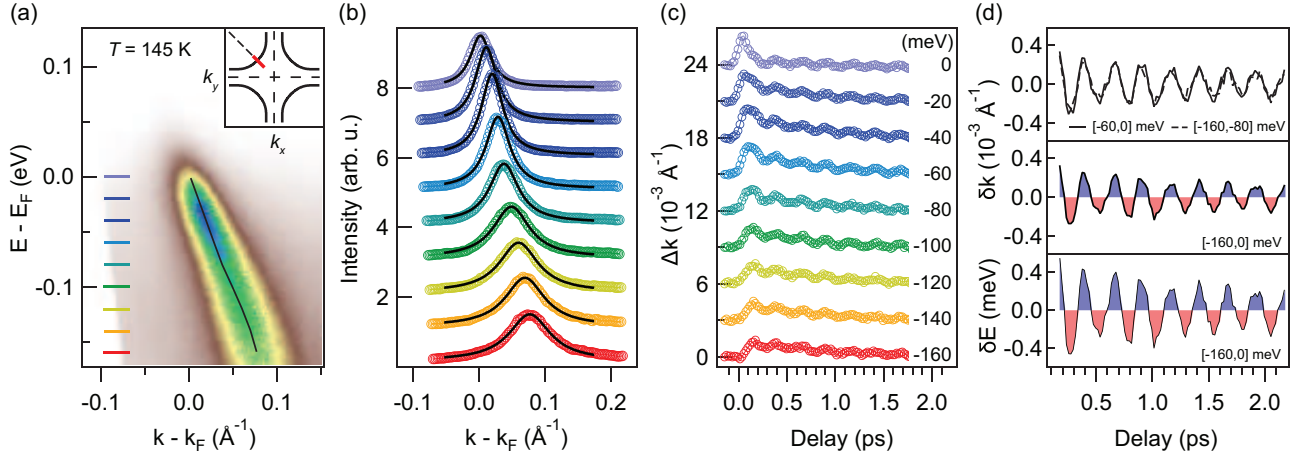 (a)
T = 145 K
k_y
k_x
E - E_F (eV)
0.1
0.0
-0.1
-0.1
0.0
0.1
k - k_F (Å^-1)
(b)
Intensity (arb. u.)
8
6
4
2
0.0
0.1
0.2
k - k_F (Å^-1)
(c)
Δk (10^-3 Å^-1)
24
18
12
6
0
(meV)
0
-20
-40
-60
-80
-100
-120
-140
-160
0.0
0.5
1.0
1.5
2.0
Delay (ps)
(d)
0.4
0.0
-0.4
[-60,0] meV
[-160,-80] meV
δk (10^-3 Å^-1)
0.4
0.0
-0.4
[-160,0] meV
δE (meV)
0.4
0.0
-0.4
[-160,0] meV
0.5
1.0
1.5
2.0
Delay (ps)